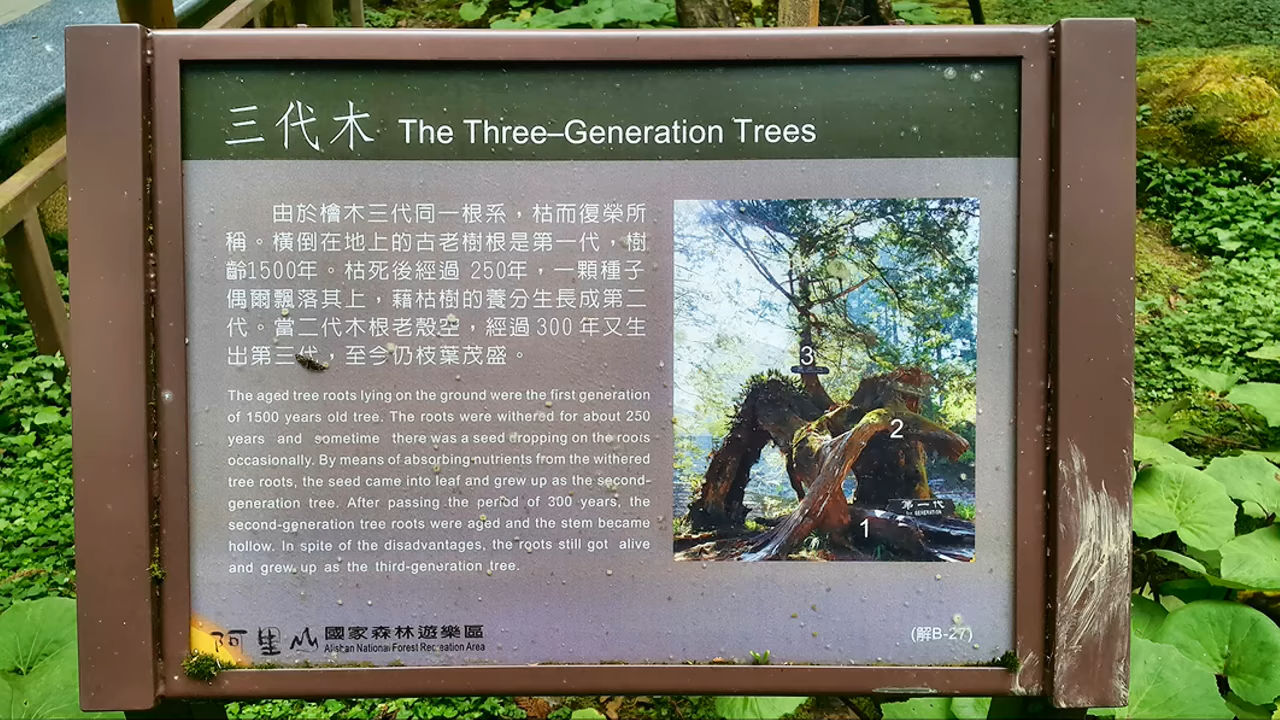 三代木 The Three–Generation Trees
由於檜木三代同一根系，枯而復榮所
稱。橫倒在地上的古老樹根是第一代，樹
齡1500年。枯死後經過 250年，一顆種子
偶爾飄落其上，藉枯樹的養分生長成第二
代。當二代木根老殼空，經過 300 年又生
出第三代，至今仍枝葉茂盛。
The aged tree roots lying on the ground were the first generation
of 1500 years old tree. The roots were withered for about 250
years and sometime there was a seed dropping on the roots
occasionally. By means of absorbing nutrients from the withered
tree roots, the seed came into leaf and grew up as the second-
generation tree. After passing the period of 300 years, the
second-ggneration tree roots were aged and the stem became
hollow. In spite of the disadvantages, the roots still got alive
and grew up as the third-generation tree.
3
2
第一代
1st GENERATION
1
阿里山 國家森林遊樂區
Alishan National Forest Recreation Area
(解B-27)